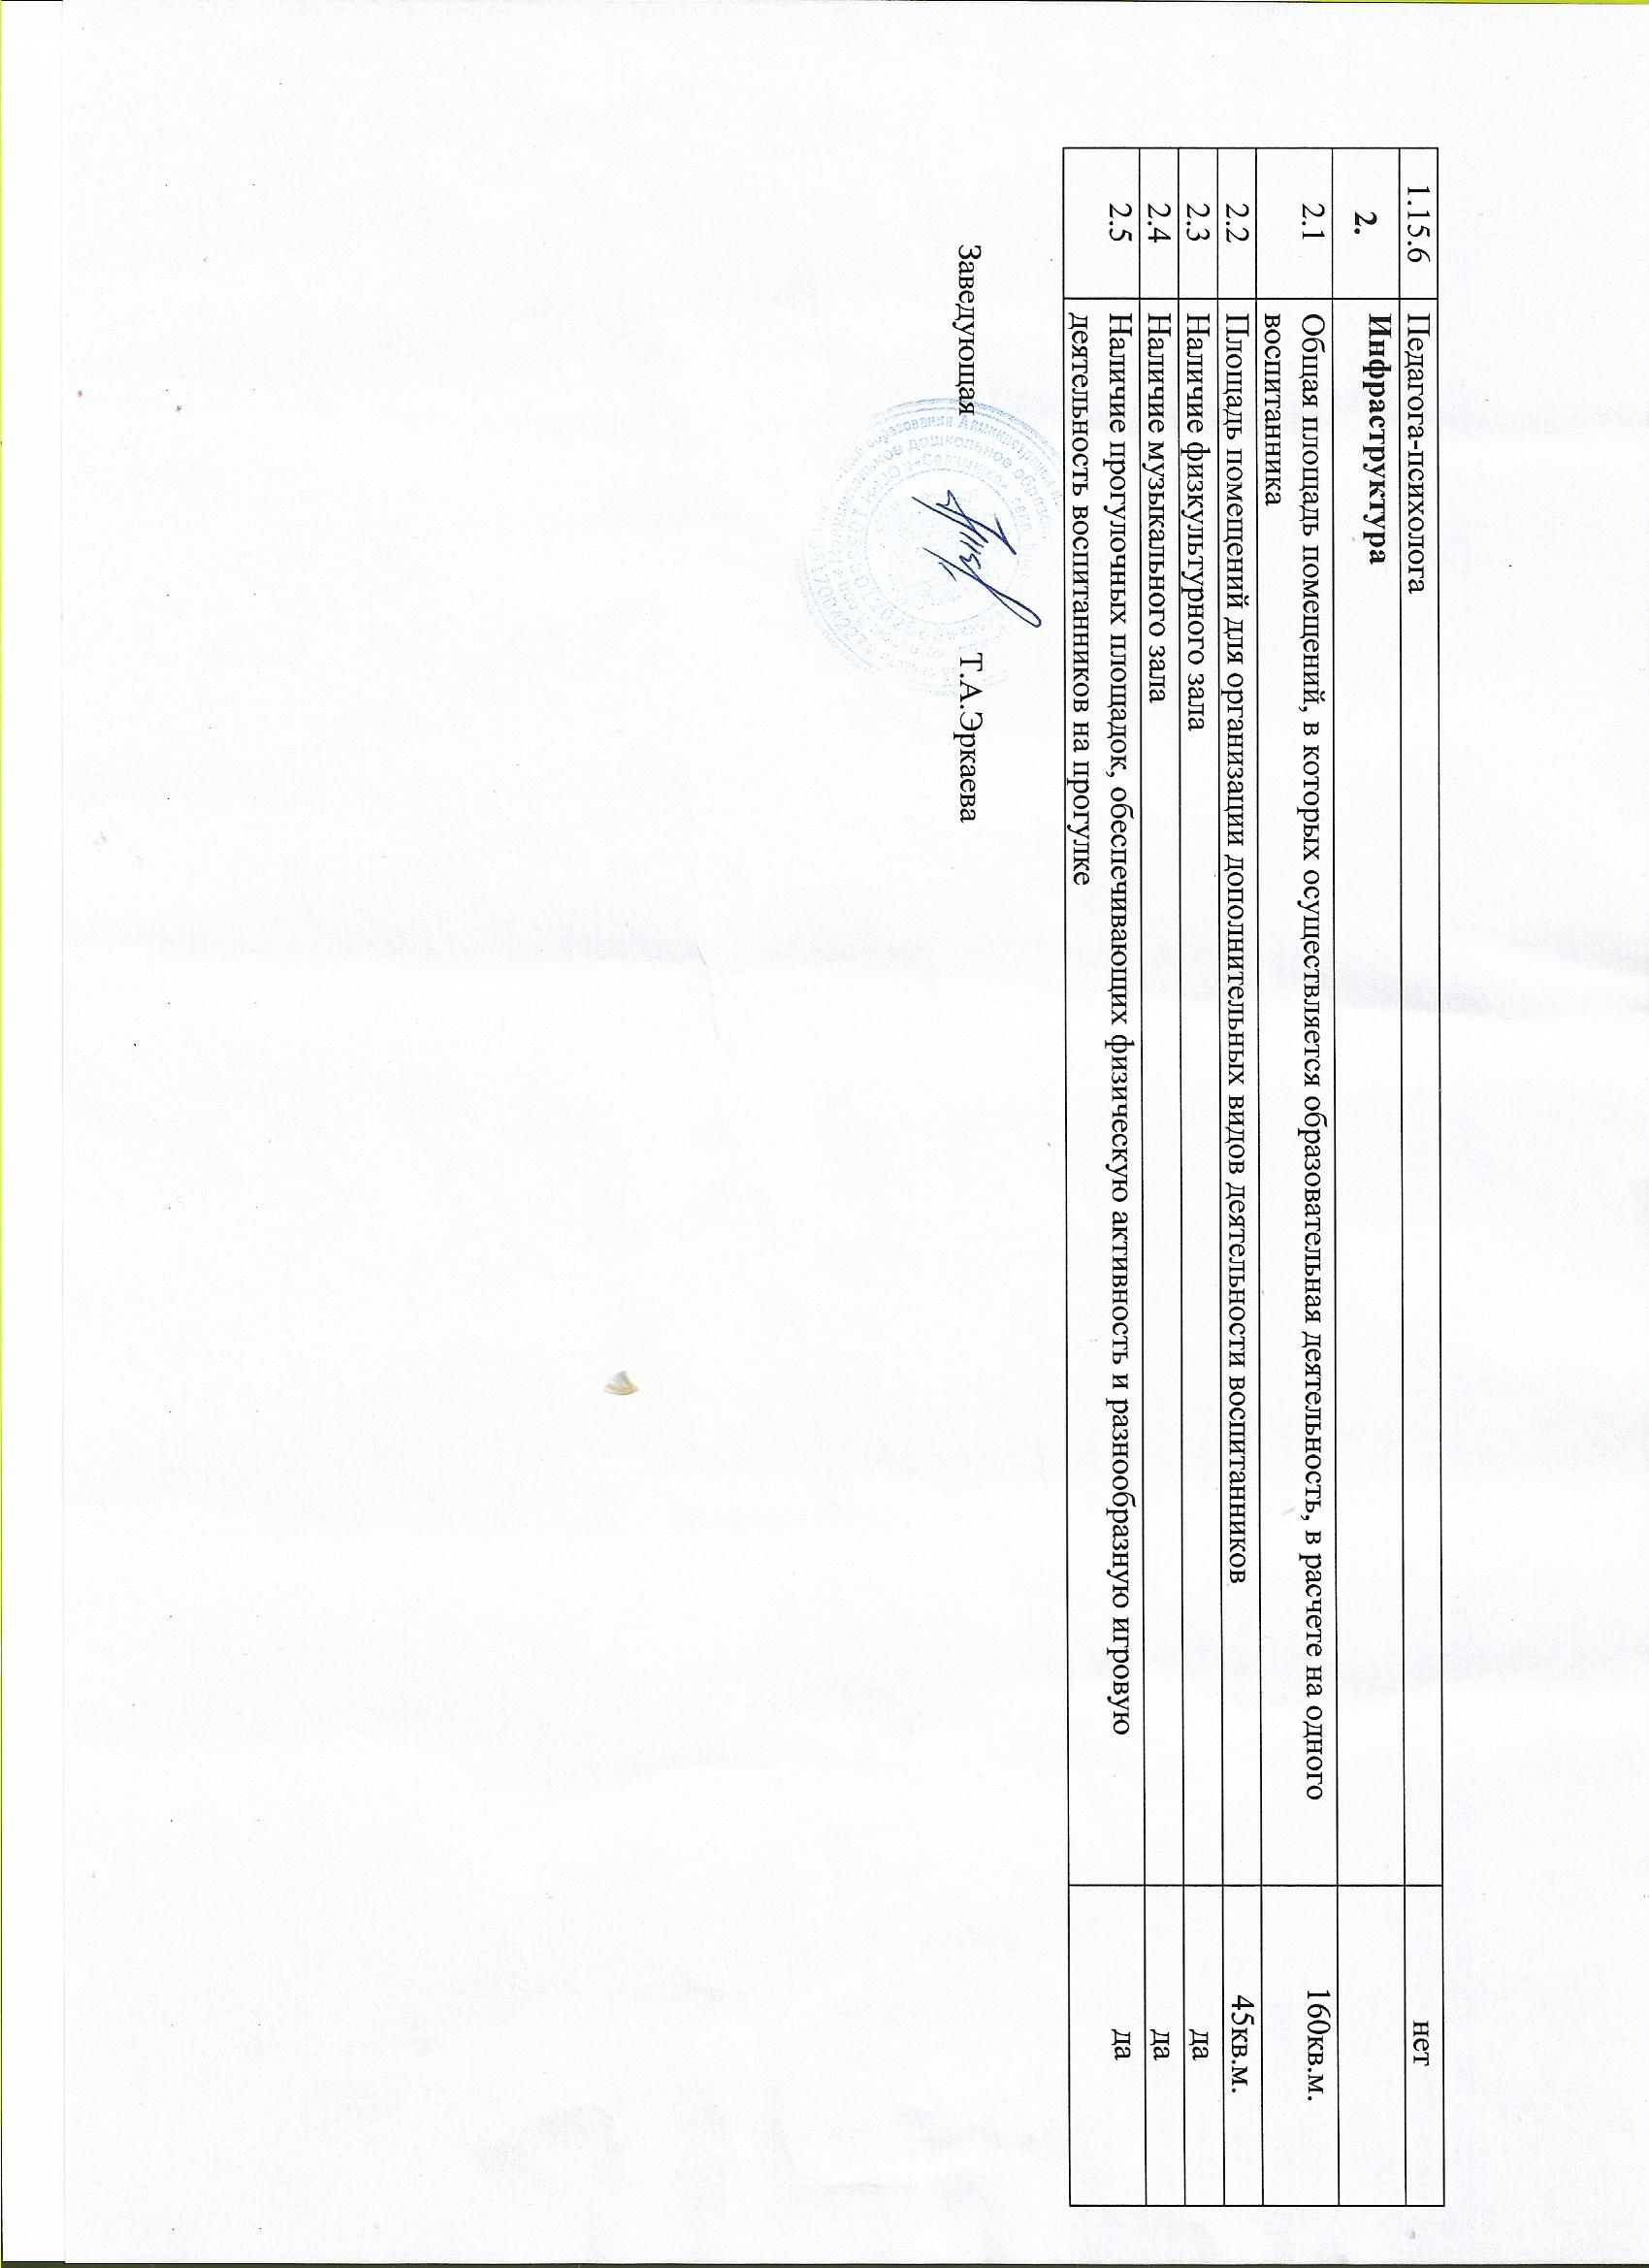 1.15.6 Педагога-психолога нет
2. Инфраструктура
2.1 Общая площадь помещений, в которых осуществляется образовательная деятельность, в расчете на одного 160кв.м.
воспитанника
2.2 Площадь помещений для организации дополнительных видов деятельности воспитанников 45кв.м.
2.3 Наличие физкультурного зала да
2.4 Наличие музыкального зала да
2.5 Наличие прогулочных площадок, обеспечивающих физическую активность и разнообразную игровую да
деятельность воспитанников на прогулке
Заведующая Т.А.Эркаева
образования Администрации
дошкольное